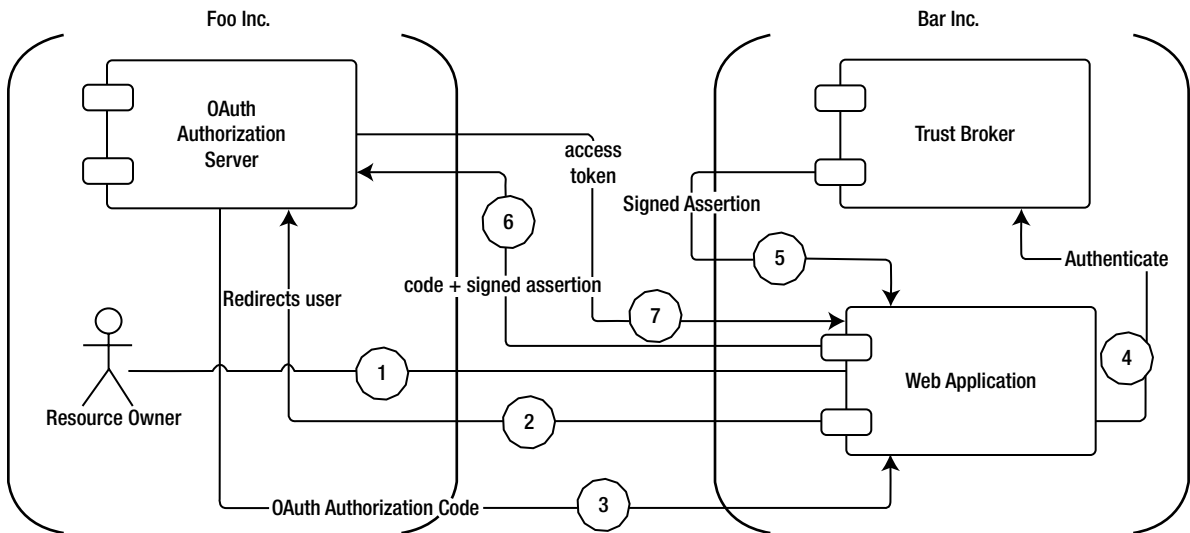 Foo Inc.
Bar Inc.
OAuth
Authorization
Server
Trust Broker
access
token
Signed Assertion
6
5
Authenticate
code + signed assertion
Redirects user
7
4
1
Web Application
Resource Owner
2
OAuth Authorization Code
3